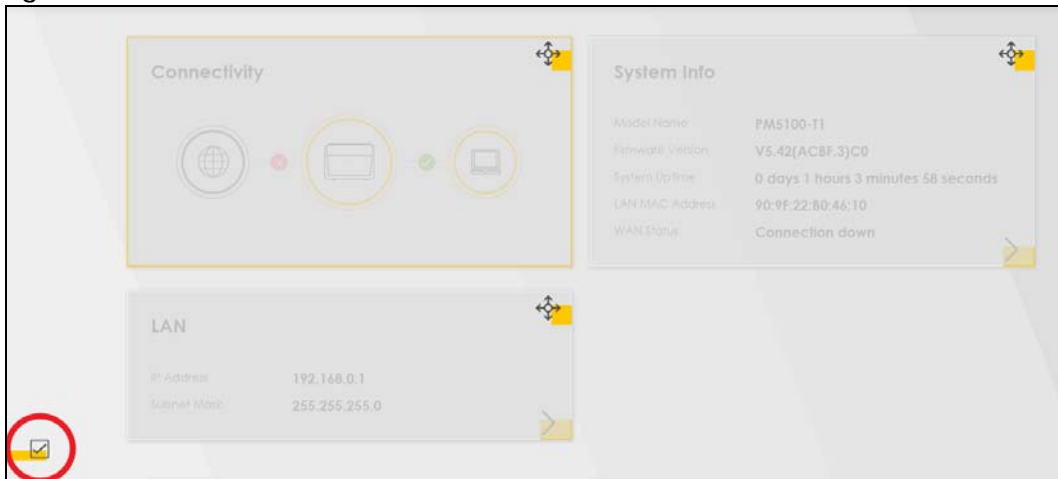 Connectivity
System Info
Model Name PM5100-T1
Firmware Version V5.42(ACBF.3)C0
System Uptime 0 days 1 hours 3 minutes 58 seconds
LAN MAC Address 90:9F:22:B0:46:10
WAN Status Connection down
LAN
IP Address 192.168.0.1
Subnet Mask 255.255.255.0